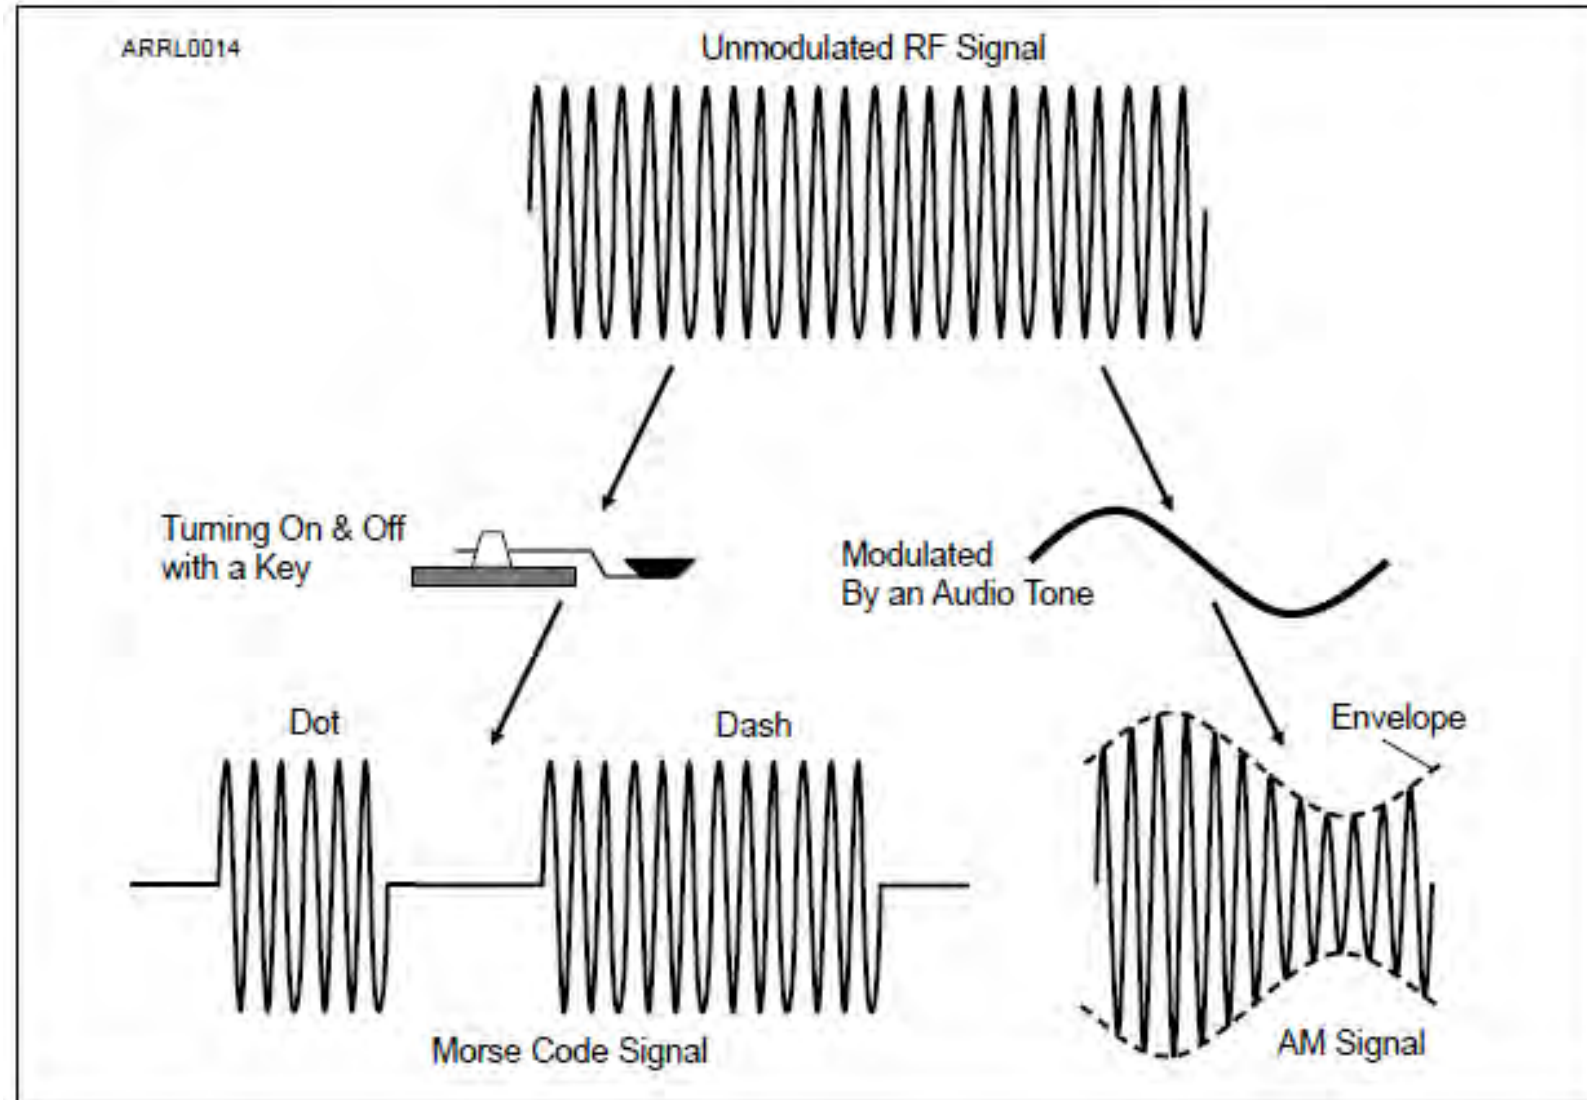 ARRL0014
Unmodulated RF Signal
Turning On & Off
with a Key
Modulated
By an Audio Tone
Dot
Dash
Envelope
Morse Code Signal
AM Signal